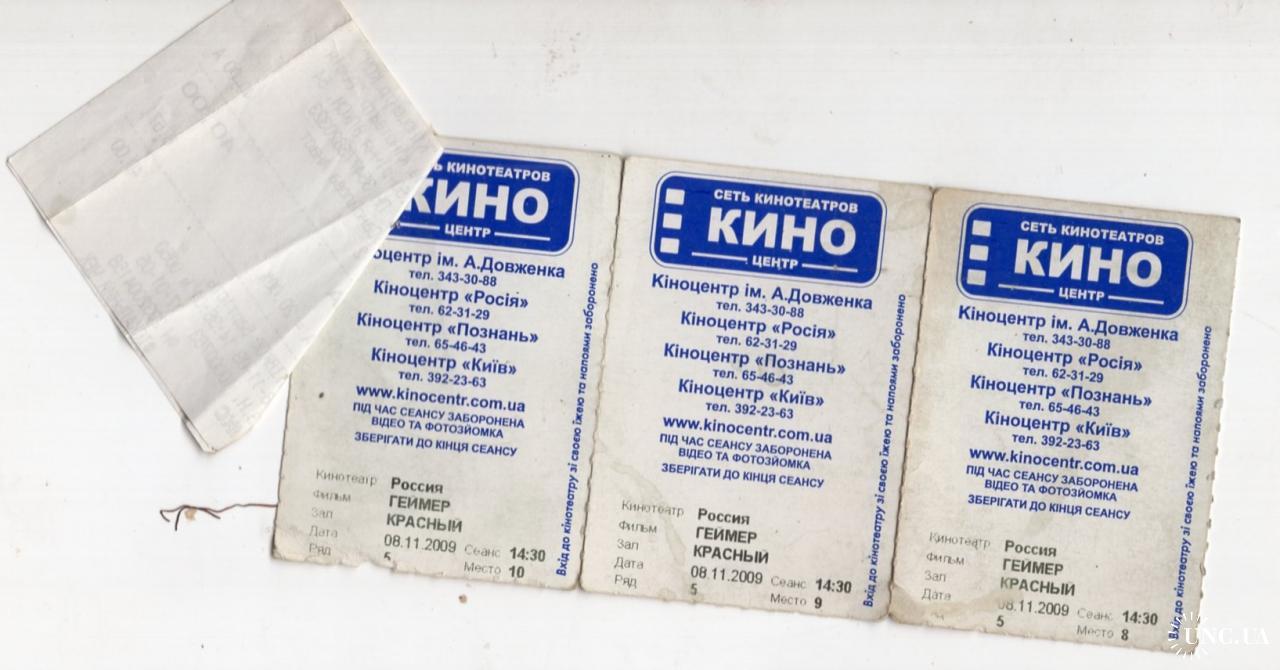 ТЬ КИНОТЕАТРОВ
КИНО
ЦЕНТР
оцентр ім. А.Довженка
тел. 343-30-88
Кіноцентр «Росія»
тел. 62-31-29
Кіноцентр «Познань»
тел. 65-46-43
Кіноцентр «Київ»
тел. 392-23-63
www.kinocentr.com.ua
ПІД ЧАС СЕАНСУ ЗАБОРОНЕНА
ВІДЕО ТА ФОТОЗЙОМКА
ЗБЕРІГАТИ ДО КІНЦЯ СЕАНСУ
Кинотеатр Россия
Фильм ГЕЙМЕР
Зал КРАСНЫЙ
Дата 08.11.2009 Сеанс 14:30
Ряд 5 Место 10
Вхід до кінотеатру зі своєю їжею та напоями заборонено
СЕТЬ КИНОТЕАТРОВ
КИНО
ЦЕНТР
Кіноцентр ім. А.Довженка
тел. 343-30-88
Кіноцентр «Росія»
тел. 62-31-29
Кіноцентр «Познань»
тел. 65-46-43
Кіноцентр «Київ»
тел. 392-23-63
www.kinocentr.com.ua
ПІД ЧАС СЕАНСУ ЗАБОРОНЕНА
ВІДЕО ТА ФОТОЗЙОМКА
ЗБЕРІГАТИ ДО КІНЦЯ СЕАНСУ
Кинотеатр Россия
Фильм ГЕЙМЕР
Зал КРАСНЫЙ
Дата 08.11.2009 Сеанс 14:30
Ряд 5 Место 9
Вхід до кінотеатру зі своєю їжею та напоями заборонено
СЕТЬ КИНОТЕАТРОВ
КИНО
ЦЕНТР
Кіноцентр ім. А.Довженка
тел. 343-30-88
Кіноцентр «Росія»
тел. 62-31-29
Кіноцентр «Познань»
тел. 65-46-43
Кіноцентр «Київ»
тел. 392-23-63
www.kinocentr.com.ua
ПІД ЧАС СЕАНСУ ЗАБОРОНЕНА
ВІДЕО ТА ФОТОЗЙОМКА
ЗБЕРІГАТИ ДО КІНЦЯ СЕАНСУ
Кинотеатр Россия
Фильм ГЕЙМЕР
Зал КРАСНЫЙ
Дата 08.11.2009 Сеанс 14:30
5 Место 8
Вхід до кінотеатру зі своєю їжею та напоями заборонено
UNC.UA